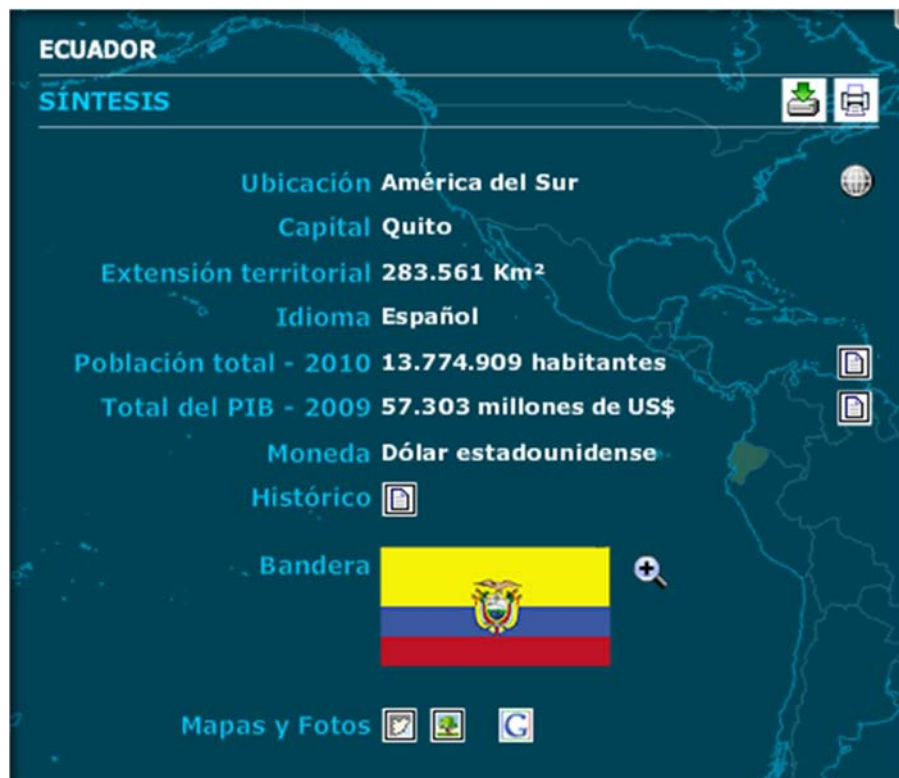 ECUADOR
SÍNTESIS
Ubicación América del Sur
Capital Quito
Extensión territorial 283.561 Km²
Idioma Español
Población total - 2010 13.774.909 habitantes
Total del PIB - 2009 57.303 millones de US$
Moneda Dólar estadounidense
Histórico
Bandera
Mapas y Fotos G